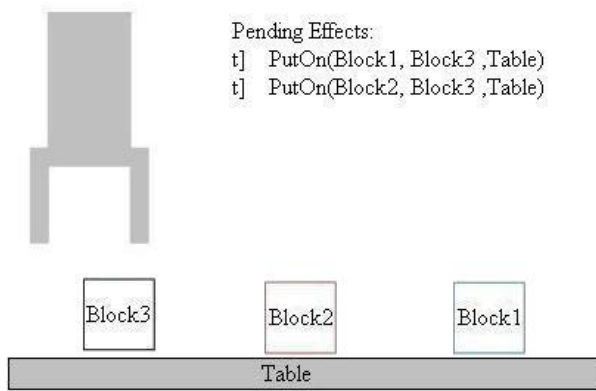 Pending Effects:
t] PutOn(Block1, Block3 ,Table)
t] PutOn(Block2, Block3 ,Table)
Block3 Block2 Block1
Table